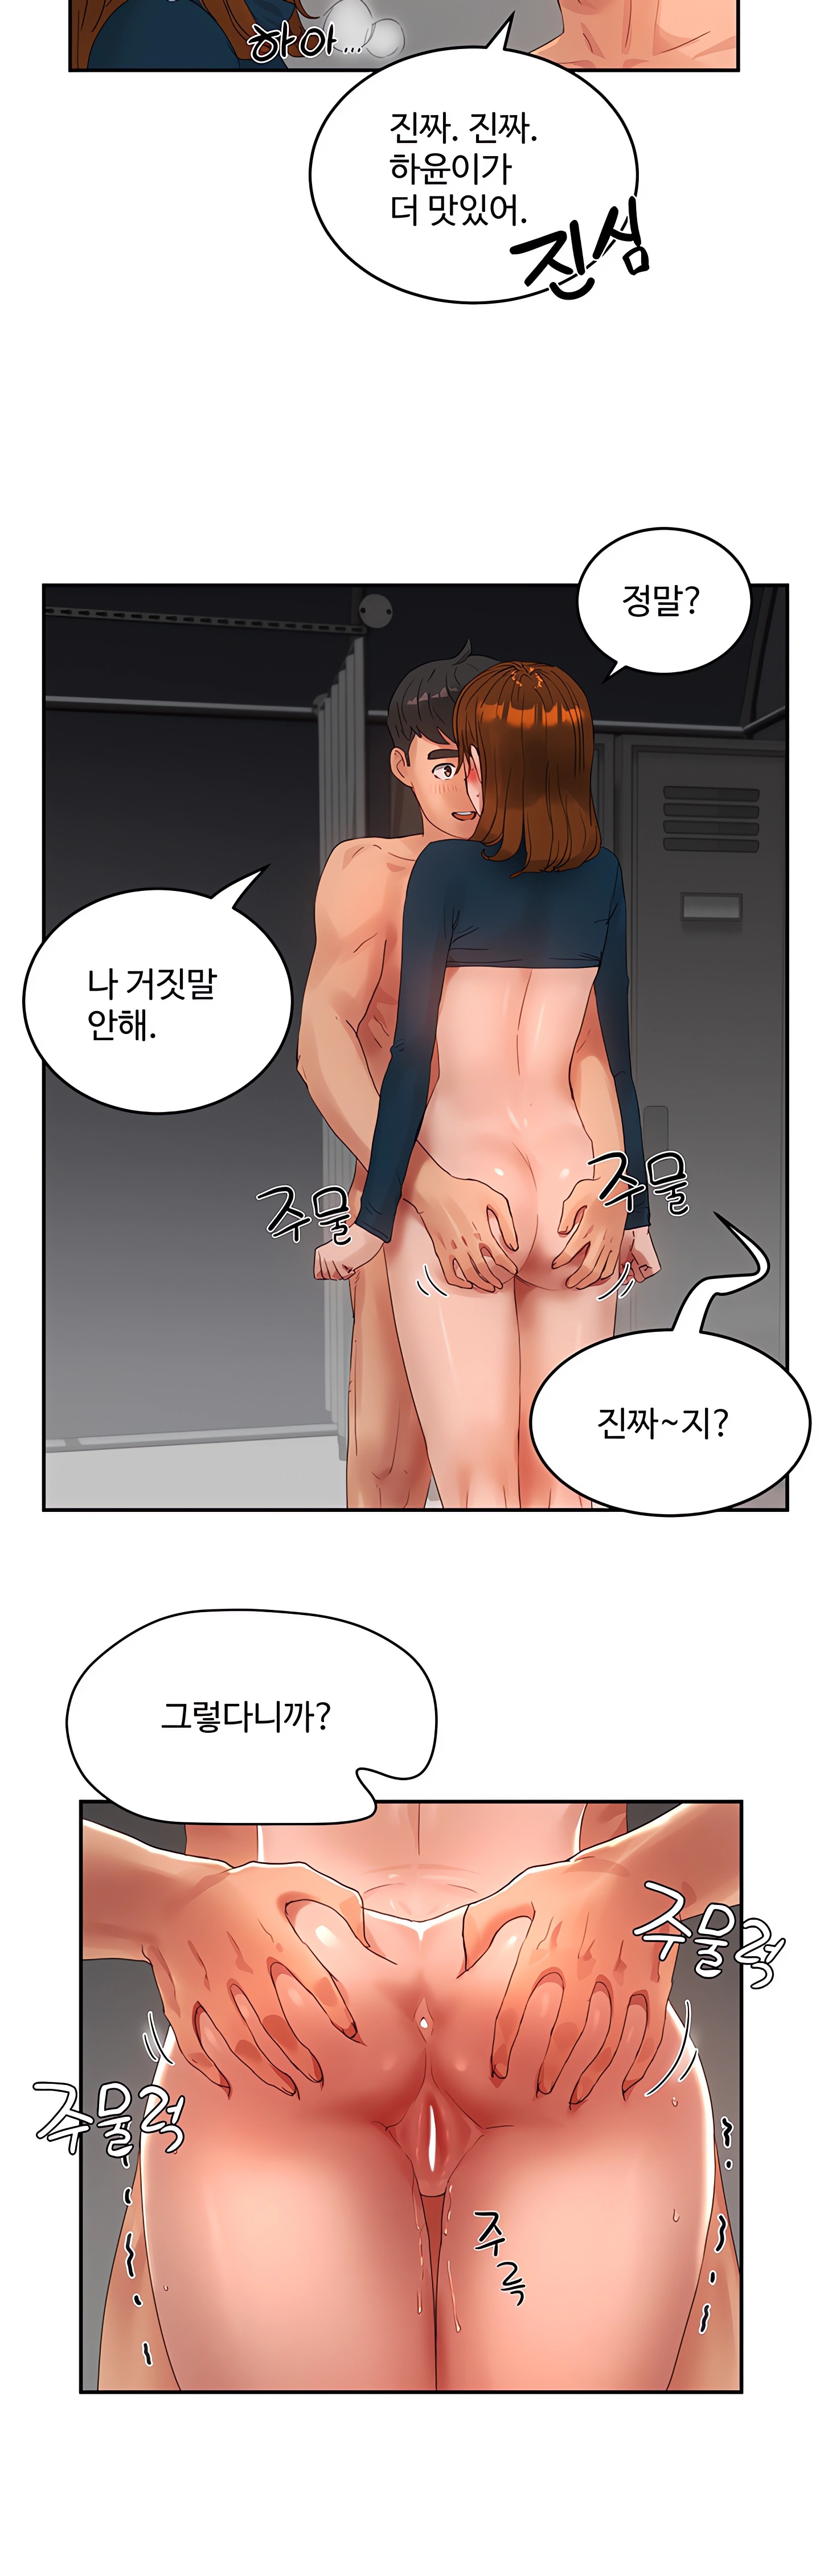 하아...
진짜. 진짜.
하윤이가
더 맛있어.
진심
정말?
나 거짓말
안해.
주물
주물
진짜~지?
그렇다니까?
주물럭
주물럭
주
륵